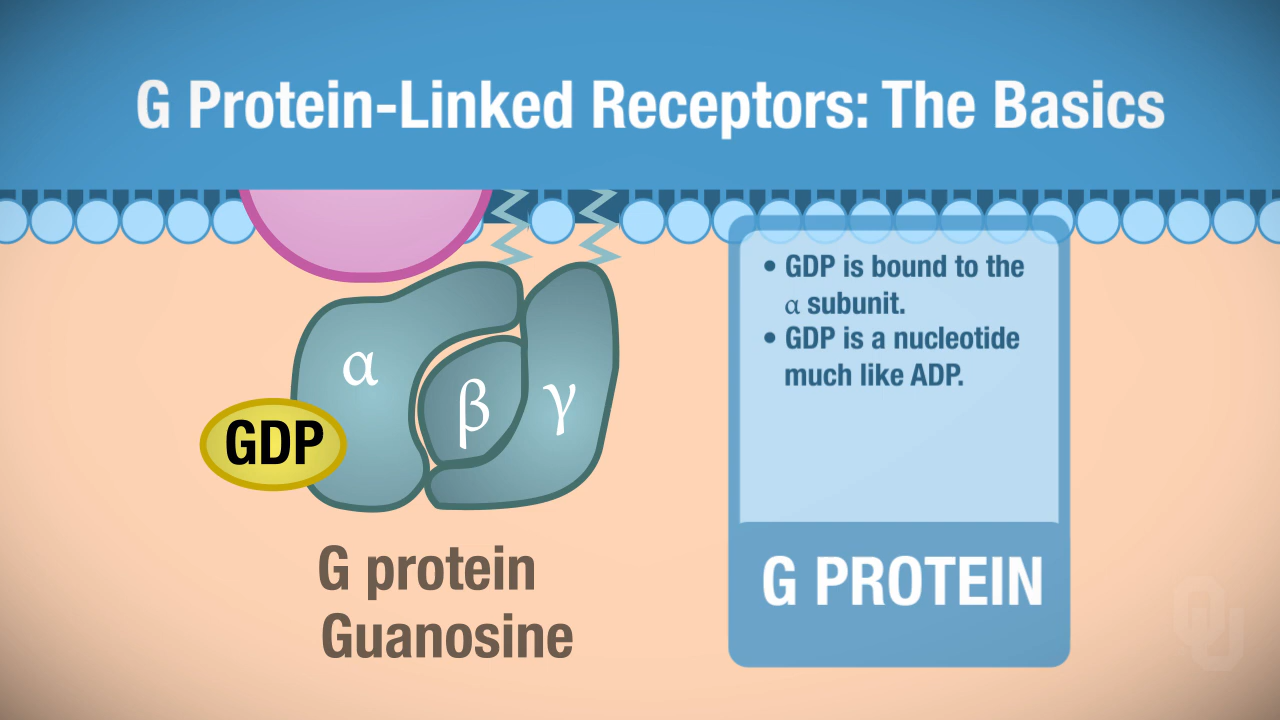 G Protein-Linked Receptors: The Basics
• GDP is bound to the
α subunit.
• GDP is a nucleotide
much like ADP.
α
β
γ
GDP
G protein
Guanosine
G PROTEIN
OU